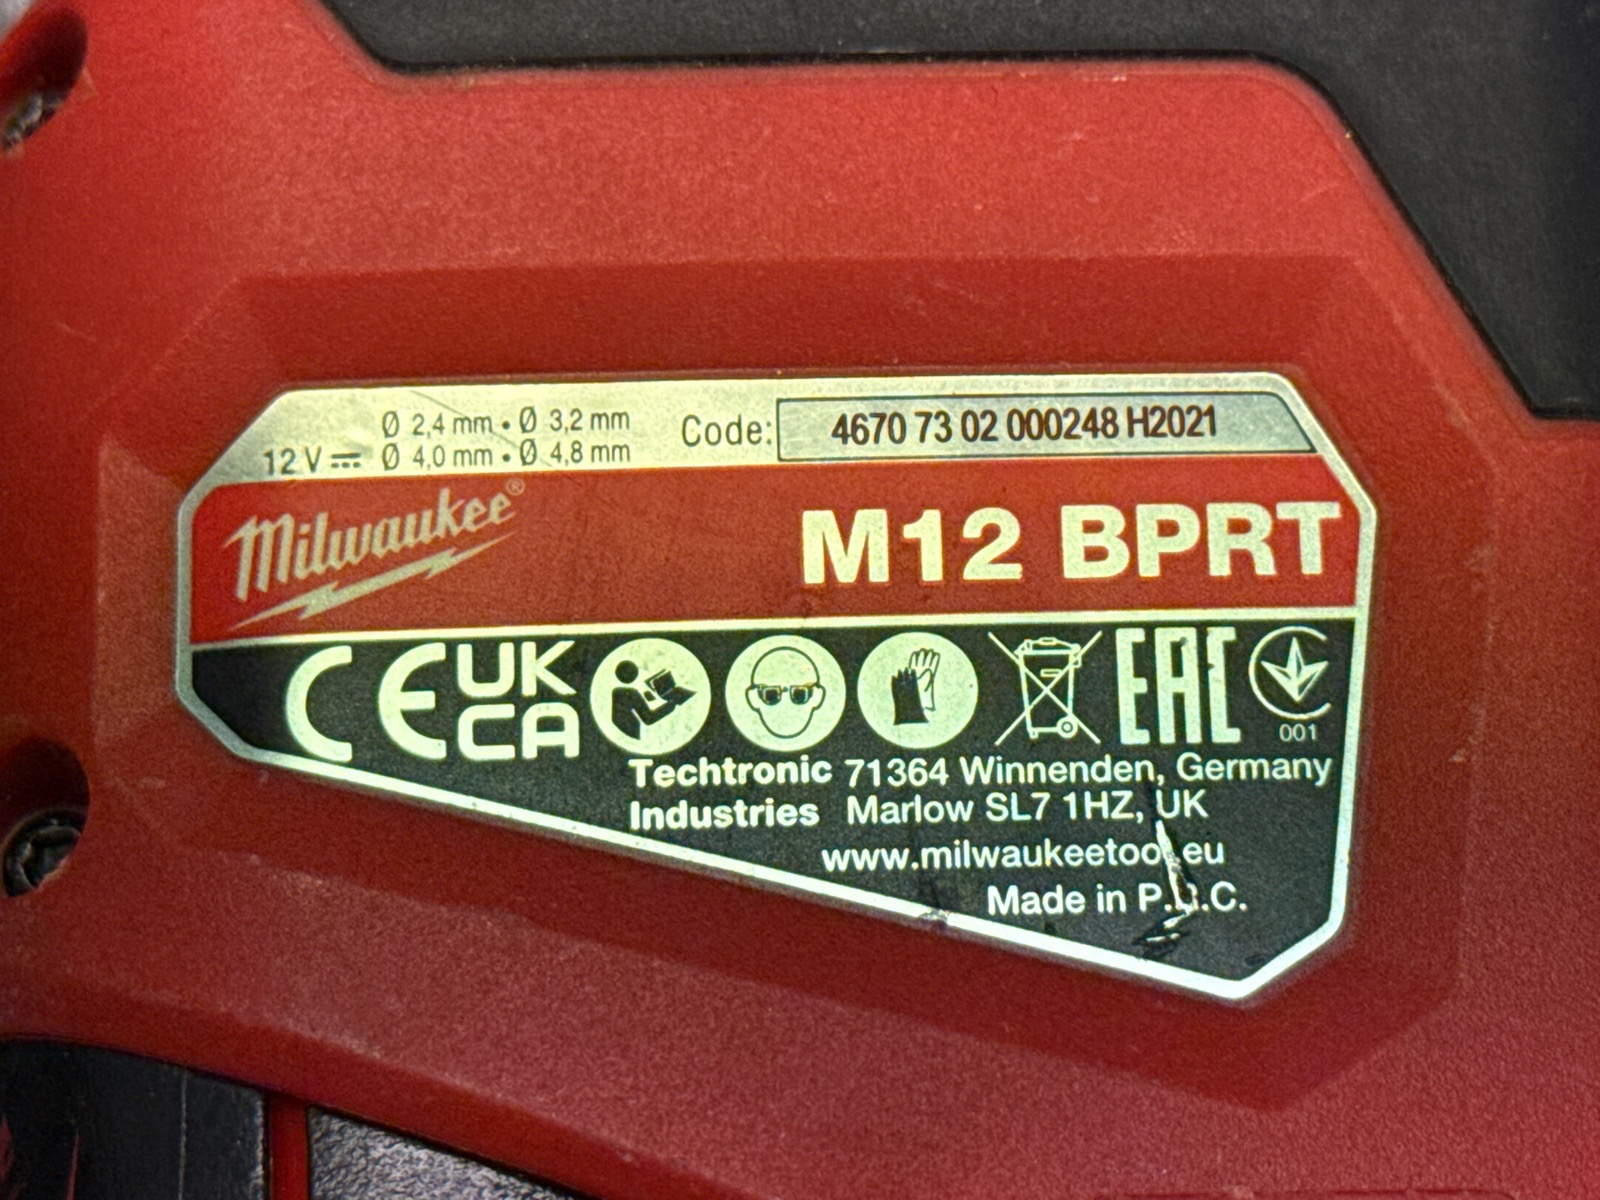 12 V ⎓ Ø 2,4 mm • Ø 3,2 mm
Ø 4,0 mm • Ø 4,8 mm
Code: 4670 73 02 000248 H2021
Milwaukee®
M12 BPRT
CE UK CA EAC
001
Techtronic Industries
71364 Winnenden, Germany
Marlow SL7 1HZ, UK
www.milwaukeetool.eu
Made in P.R.C.